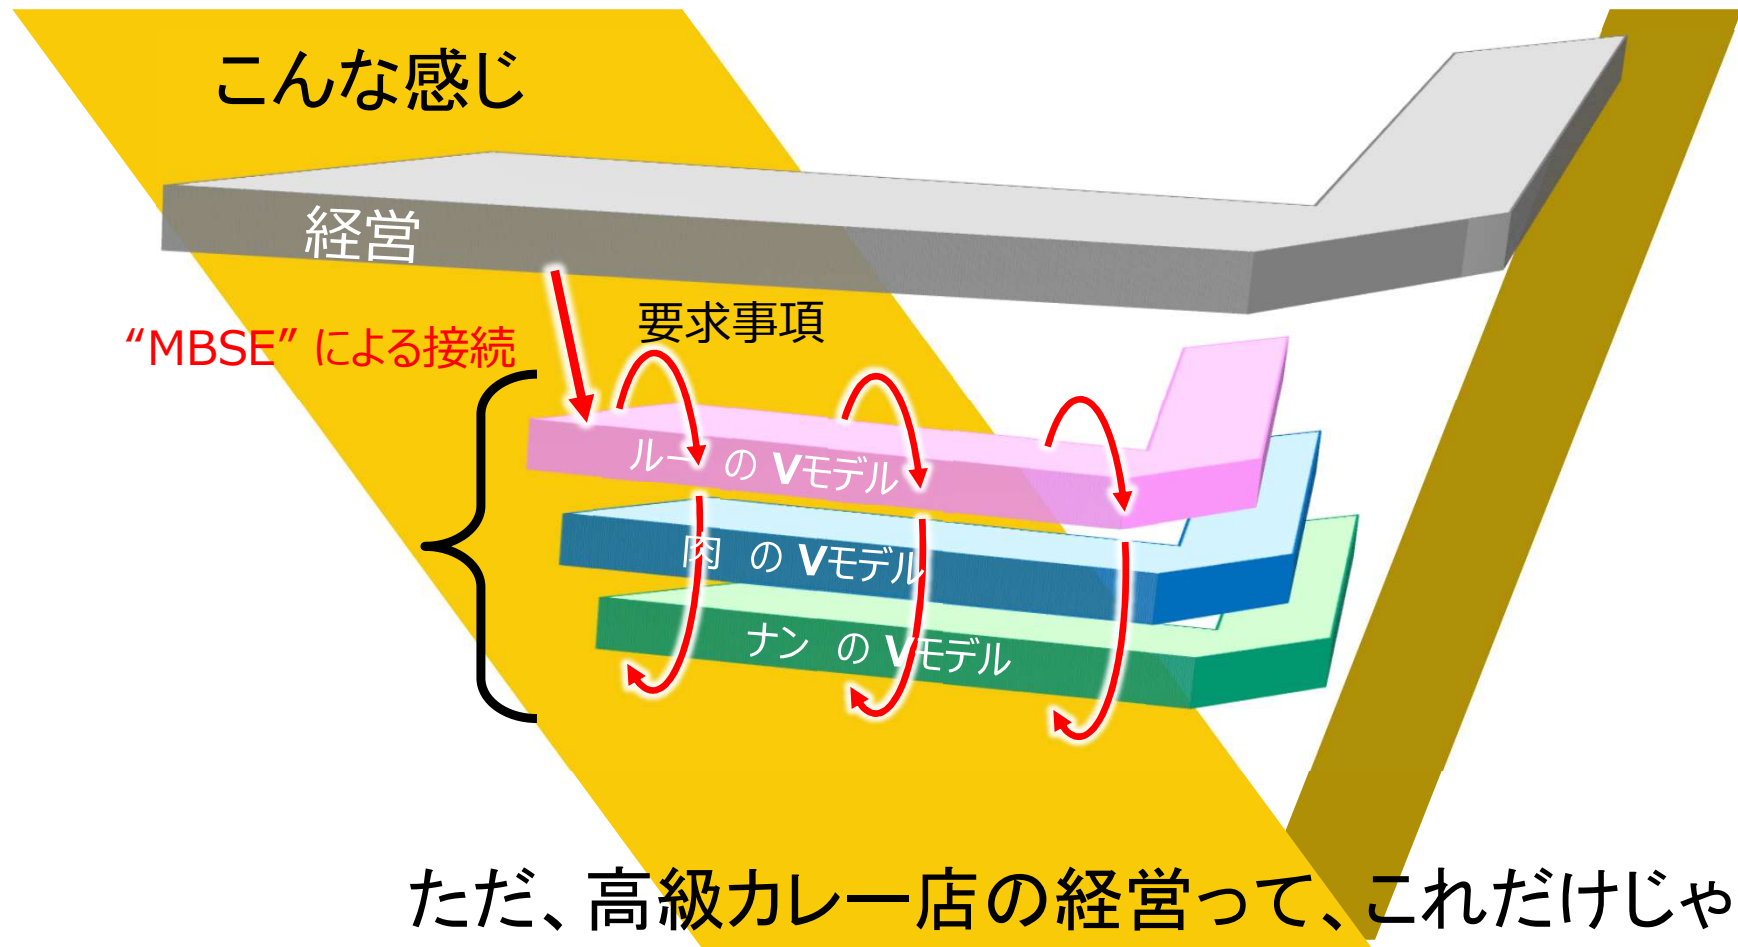 こんな感じ
経営
要求事項
“MBSE” による接続
ルー の Vモデル
肉 の Vモデル
ナン の Vモデル
ただ、高級カレー店の経営って、これだけじゃ